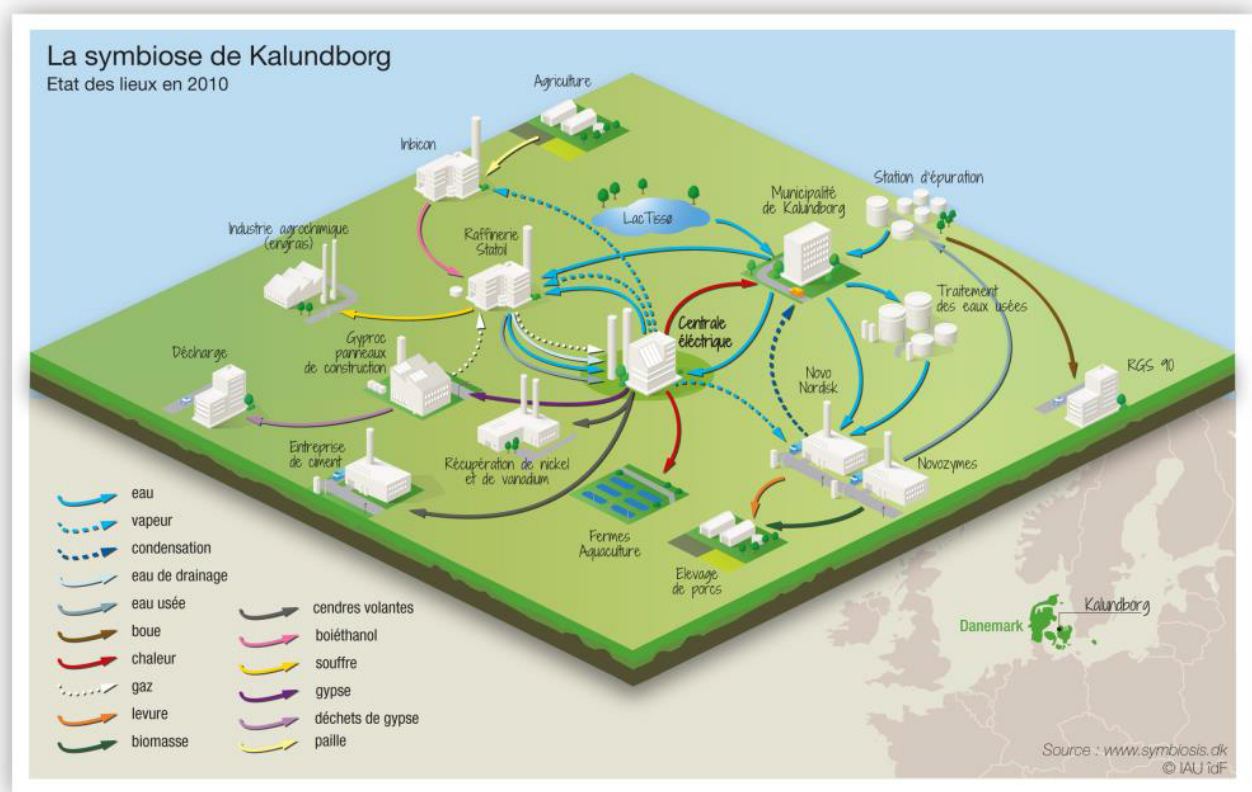 La symbiose de Kalundborg
Etat des lieux en 2010
Agriculture
Inbicon
Station d'épuration
Municipalité
de Kalundborg
LacTissø
Industrie agrochimique
(engrais)
Raffinerie
Statoil
Traitement
des eaux usées
Centrale
éléctrique
Gyproc
panneaux
de construction
Décharge
RGS 90
Novo
Nordisk
Entreprise
de ciment
Récupération de nickel
et de vanadium
Novozymes
Fermes
Aquaculture
Elevage
de porcs
eau
vapeur
condensation
eau de drainage
eau usée
boue
chaleur
gaz
levure
biomasse
cendres volantes
boiéthanol
souffre
gypse
déchets de gypse
paille
Kalundborg
Danemark
Source : www.symbiosis.dk
© IAU îdF